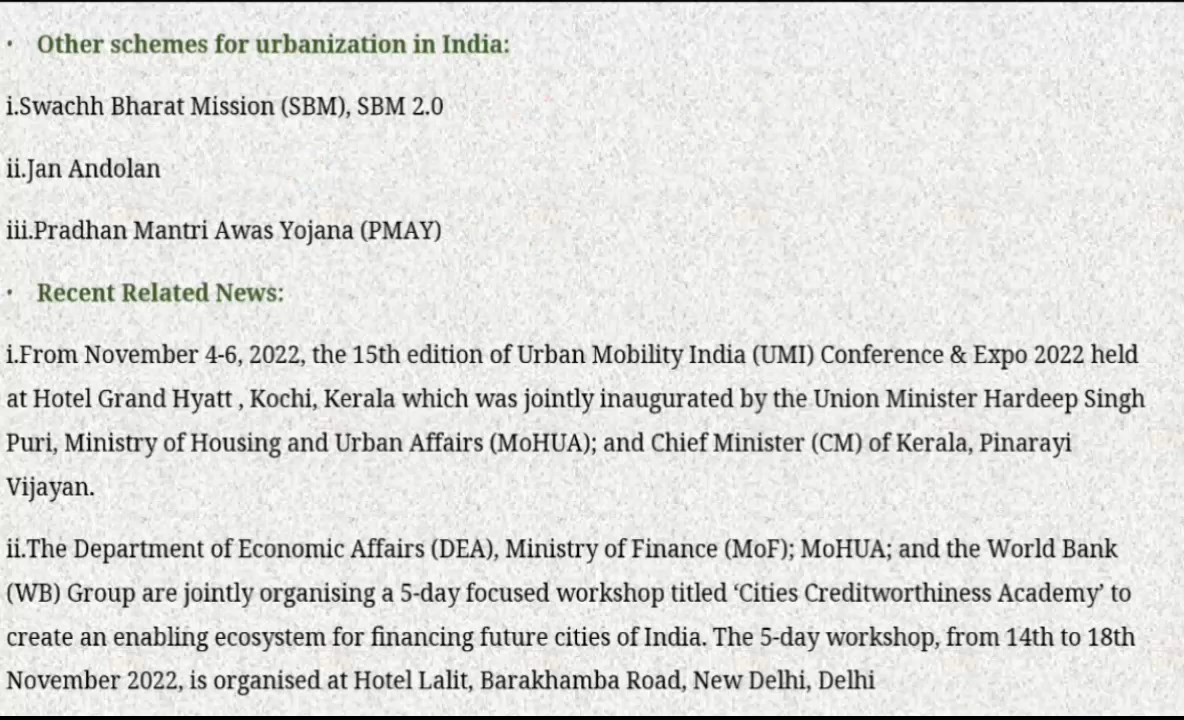 · Other schemes for urbanization in India:
i.Swachh Bharat Mission (SBM), SBM 2.0
ii.Jan Andolan
iii.Pradhan Mantri Awas Yojana (PMAY)
· Recent Related News:
i.From November 4-6, 2022, the 15th edition of Urban Mobility India (UMI) Conference & Expo 2022 held
at Hotel Grand Hyatt , Kochi, Kerala which was jointly inaugurated by the Union Minister Hardeep Singh
Puri, Ministry of Housing and Urban Affairs (MoHUA); and Chief Minister (CM) of Kerala, Pinarayi
Vijayan.
ii.The Department of Economic Affairs (DEA), Ministry of Finance (MoF); MoHUA; and the World Bank
(WB) Group are jointly organising a 5-day focused workshop titled ‘Cities Creditworthiness Academy’ to
create an enabling ecosystem for financing future cities of India. The 5-day workshop, from 14th to 18th
November 2022, is organised at Hotel Lalit, Barakhamba Road, New Delhi, Delhi